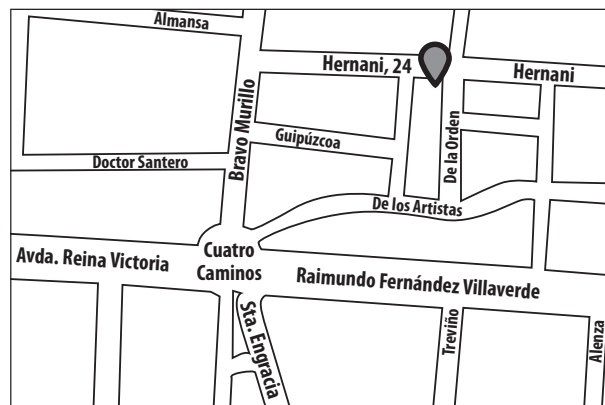 Almansa
Hernani, 24
Hernani
Bravo Murillo
Guipúzcoa
De la Orden
Doctor Santero
De los Artistas
Avda. Reina Victoria
Cuatro
Caminos
Raimundo Fernández Villaverde
Sta. Engracia
Treviño
Alenza